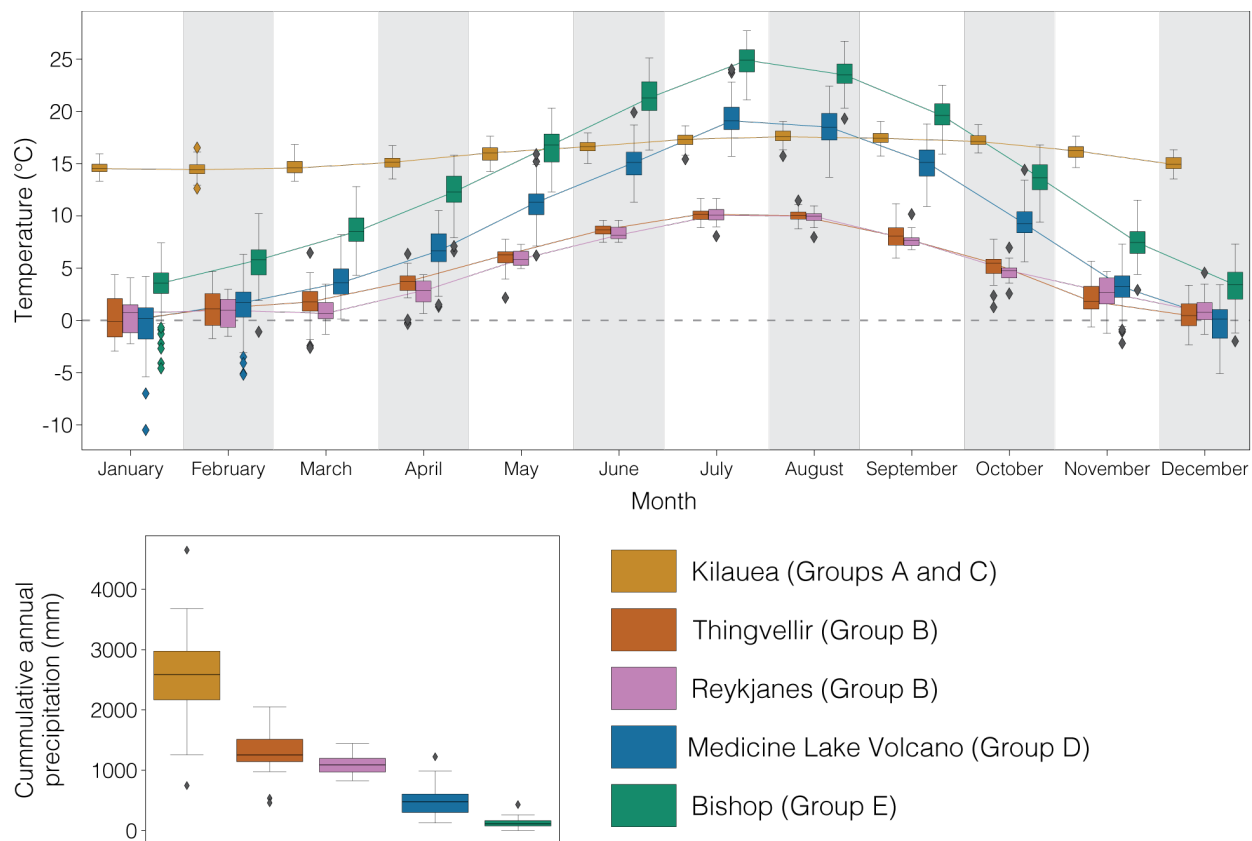 Temperature (°C)
25
20
15
10
5
0
-5
-10
January February March April May June July August September October November December
Month
Cummulative annual
precipitation (mm)
4000
3000
2000
1000
0
Kilauea (Groups A and C)
Thingvellir (Group B)
Reykjanes (Group B)
Medicine Lake Volcano (Group D)
Bishop (Group E)